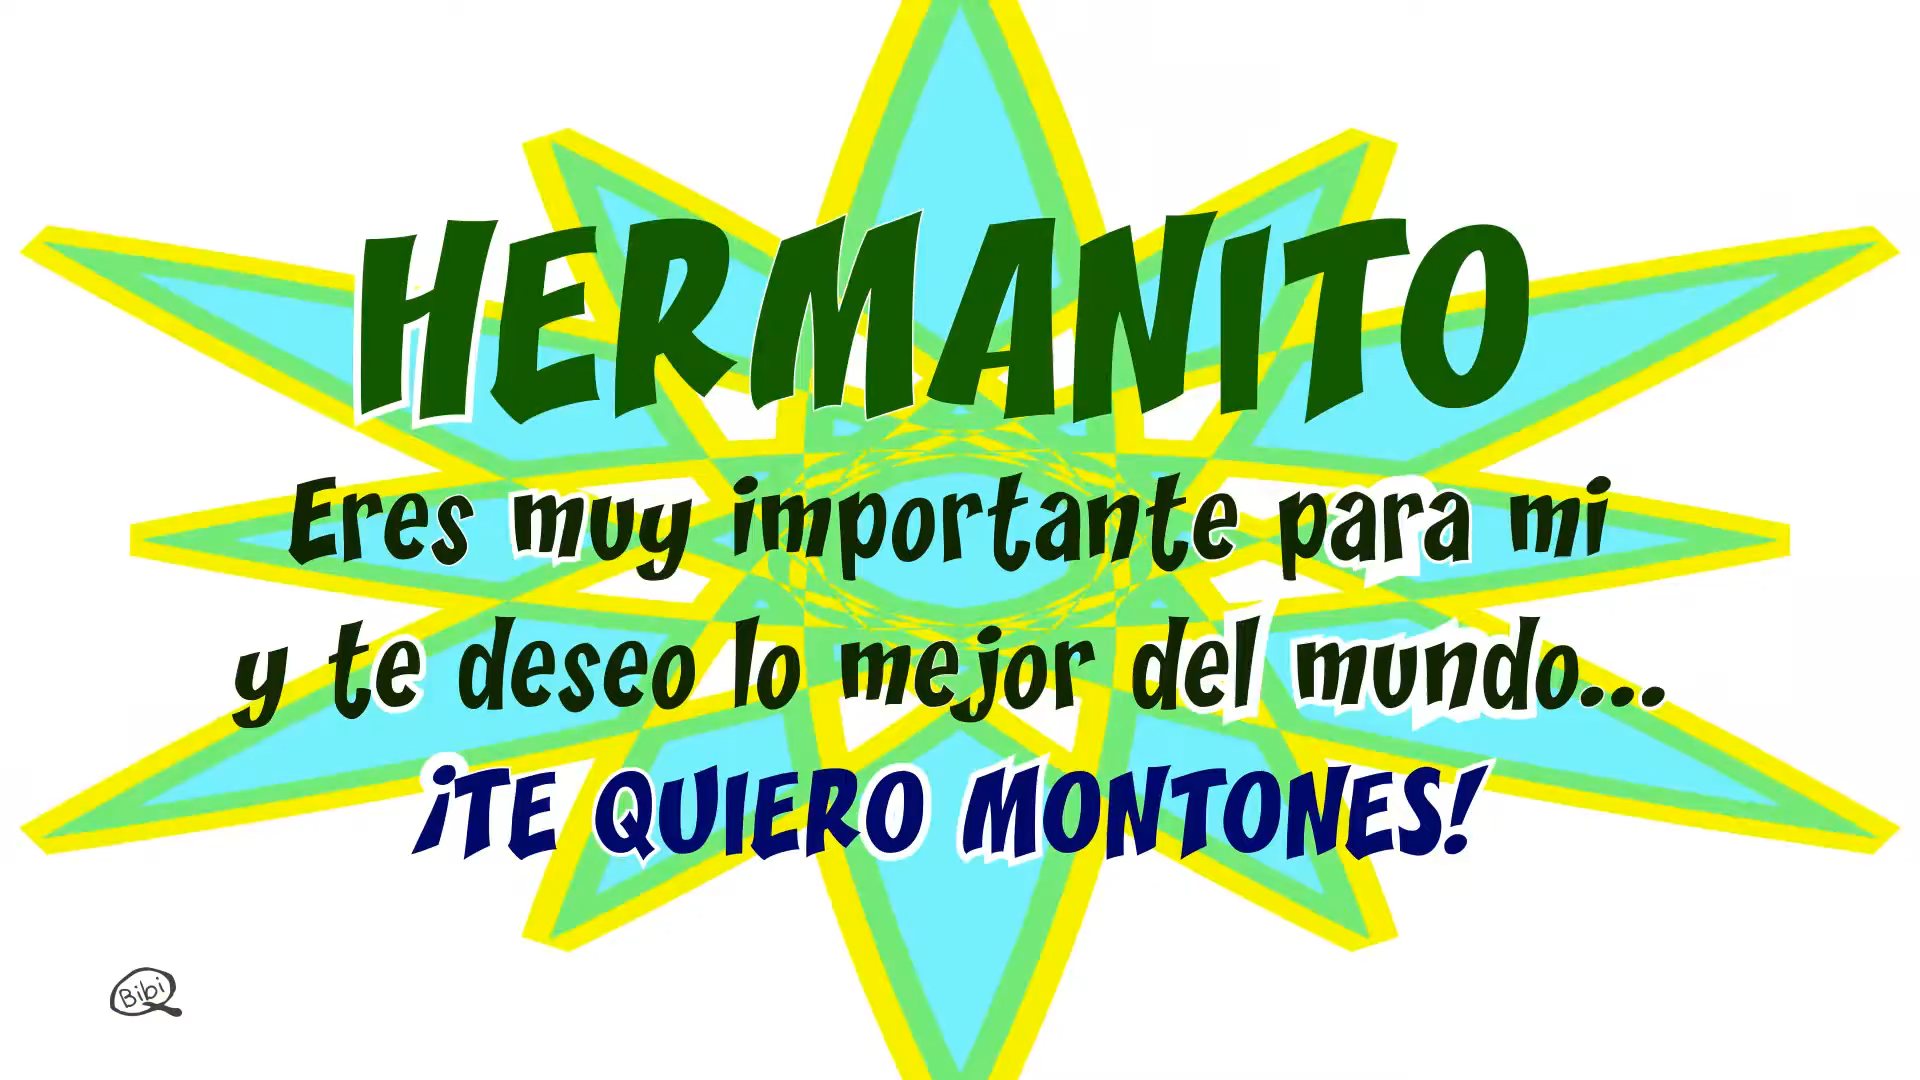 HERMANITO
Eres muy importante para mi
y te deseo lo mejor del mundo...
¡TE QUIERO MONTONES!
Bibi